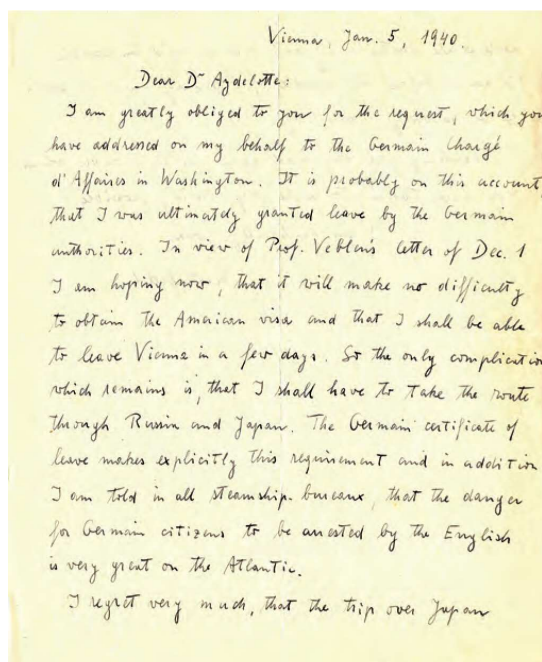 Vienna, Jan. 5, 1940.
Dear Dr Aydelotte:
I am greatly obliged to you for the request, which you
have addressed on my behalf to the German Chargé
d'Affaires in Washington. It is probably on this account,
that I was ultimately granted leave by the German
authorities. In view of Prof. Veblen's letter of Dec. 1
I am hoping now, that it will make no difficulty
to obtain the American visa and that I shall be able
to leave Vienna in a few days. So the only complication
which remains is, that I shall have to take the route
through Russia and Japan. The German certificate of
leave makes explicitly this requirement and in addition
I am told in all steamship-bureaux, that the danger
for German citizens to be arrested by the English
is very great on the Atlantic.
I regret very much, that the trip over Japan